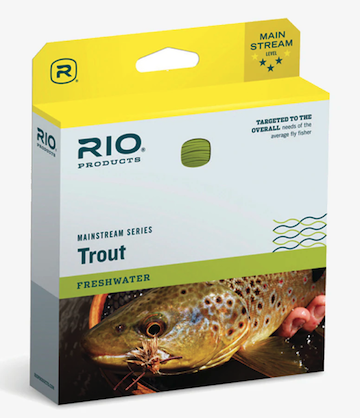 R
MAIN
STREAM
LEVEL
RIO
RIO®
PRODUCTS
TARGETED TO THE
OVERALL needs of the
average fly fisher
MAINSTREAM SERIES
Trout
FRESHWATER